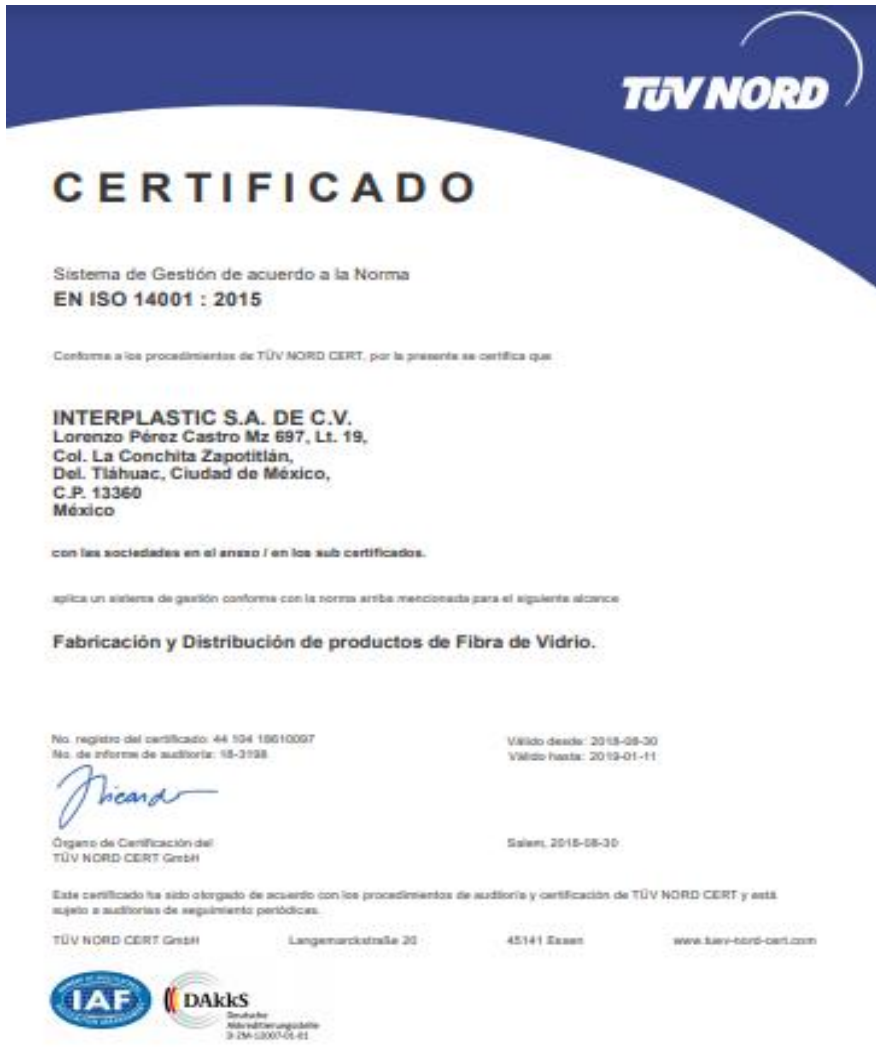 TÜV NORD
CERTIFICADO
Sistema de Gestión de acuerdo a la Norma
EN ISO 14001 : 2015
Conforme a los procedimientos de TÜV NORD CERT, por la presente se certifica que
INTERPLASTIC S.A. DE C.V.
Lorenzo Pérez Castro Mz 697, Lt. 19,
Col. La Conchita Zapotitlán,
Del. Tláhuac, Ciudad de México,
C.P. 13360
México
con las sociedades en el anexo / en los sub certificados.
aplica un sistema de gestión conforme con la norma arriba mencionada para el siguiente alcance
Fabricación y Distribución de productos de Fibra de Vidrio.
No. registro del certificado: 44 104 18610097
No. de informe de auditoría: 18-3198
Válido desde: 2018-08-30
Válido hasta: 2019-01-11
Ricardo
Órgano de Certificación del
TÜV NORD CERT GmbH
Salem, 2018-08-30
Este certificado ha sido otorgado de acuerdo con los procedimientos de auditoría y certificación de TÜV NORD CERT y está
sujeto a auditorías de seguimiento periódicas.
TÜV NORD CERT GmbH Langemarckstraße 20 45141 Essen www.tuev-nord-cert.com
IAF
DAkkS
Deutsche
Akkreditierungsstelle
D-ZM-12007-01-01